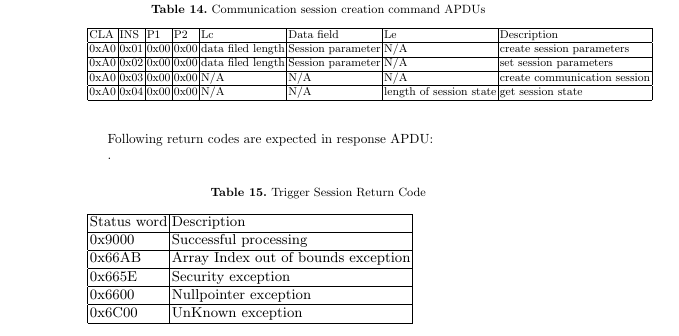 Table 14. Communication session creation command APDUs
CLA INS P1 P2 Lc Data field Le Description
0xA0 0x01 0x00 0x00 data filed length Session parameter N/A create session parameters
0xA0 0x02 0x00 0x00 data filed length Session parameter N/A set session parameters
0xA0 0x03 0x00 0x00 N/A N/A N/A create communication session
0xA0 0x04 0x00 0x00 N/A N/A length of session state get session state
Following return codes are expected in response APDU:
.
Table 15. Trigger Session Return Code
Status word Description
0x9000 Successful processing
0x66AB Array Index out of bounds exception
0x665E Security exception
0x6600 Nullpointer exception
0x6C00 UnKnown exception